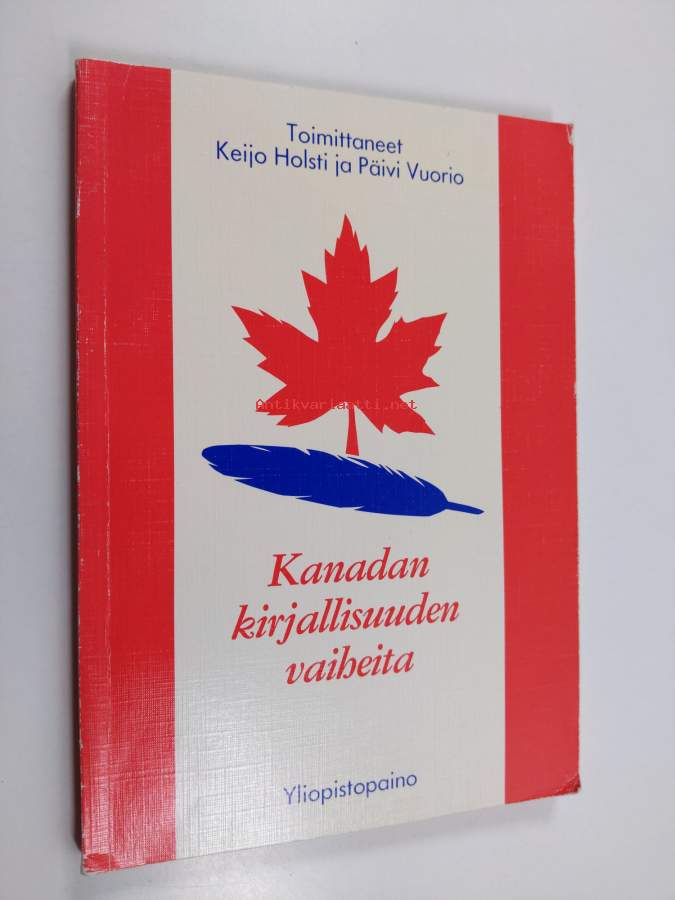 Toimittaneet
Keijo Holsti ja Päivi Vuorio
Antikvariaatti.net
Kanadan
kirjallisuuden
vaiheita
Yliopistopaino